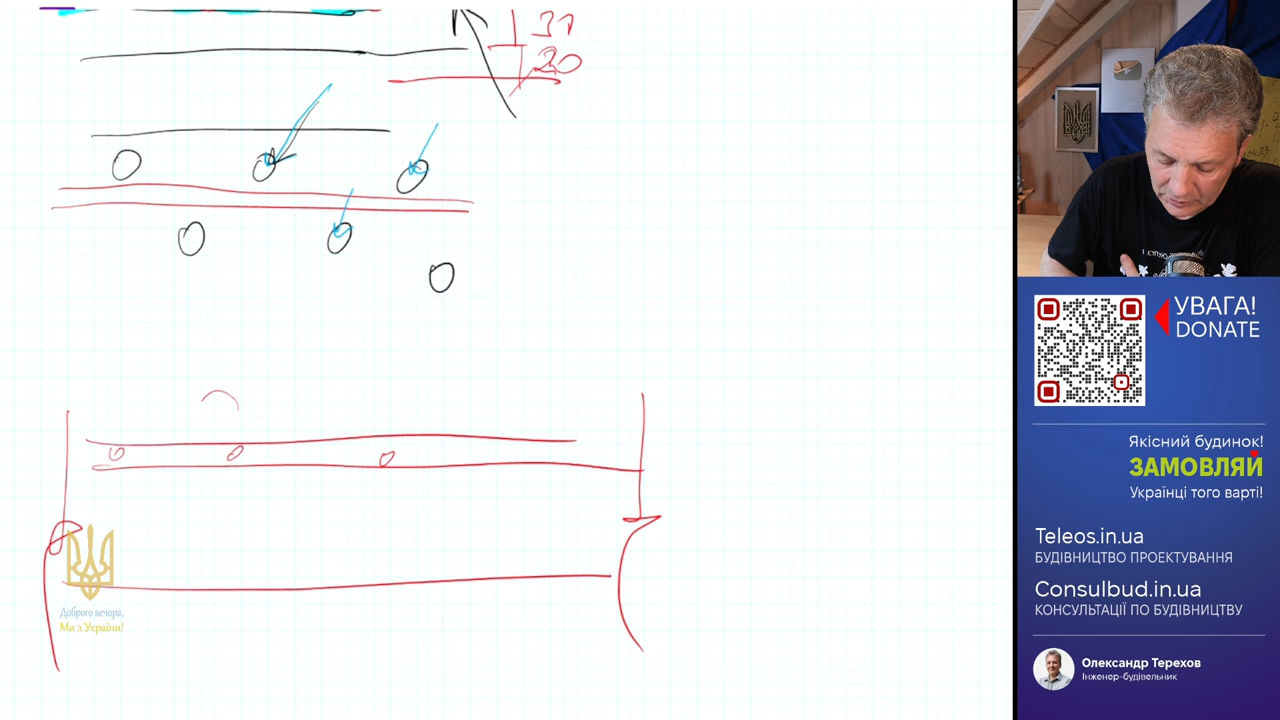 31
20
Доброго вечора,
Ми з України!
УВАГА!
DONATE
Якісний будинок!
ЗАМОВЛЯЙ
Українці того варті!
Teleos.in.ua
БУДІВНИЦТВО ПРОЕКТУВАННЯ
Consulbud.in.ua
КОНСУЛЬТАЦІЇ ПО БУДІВНИЦТВУ
Олександр Терехов
Інженер-будівельник